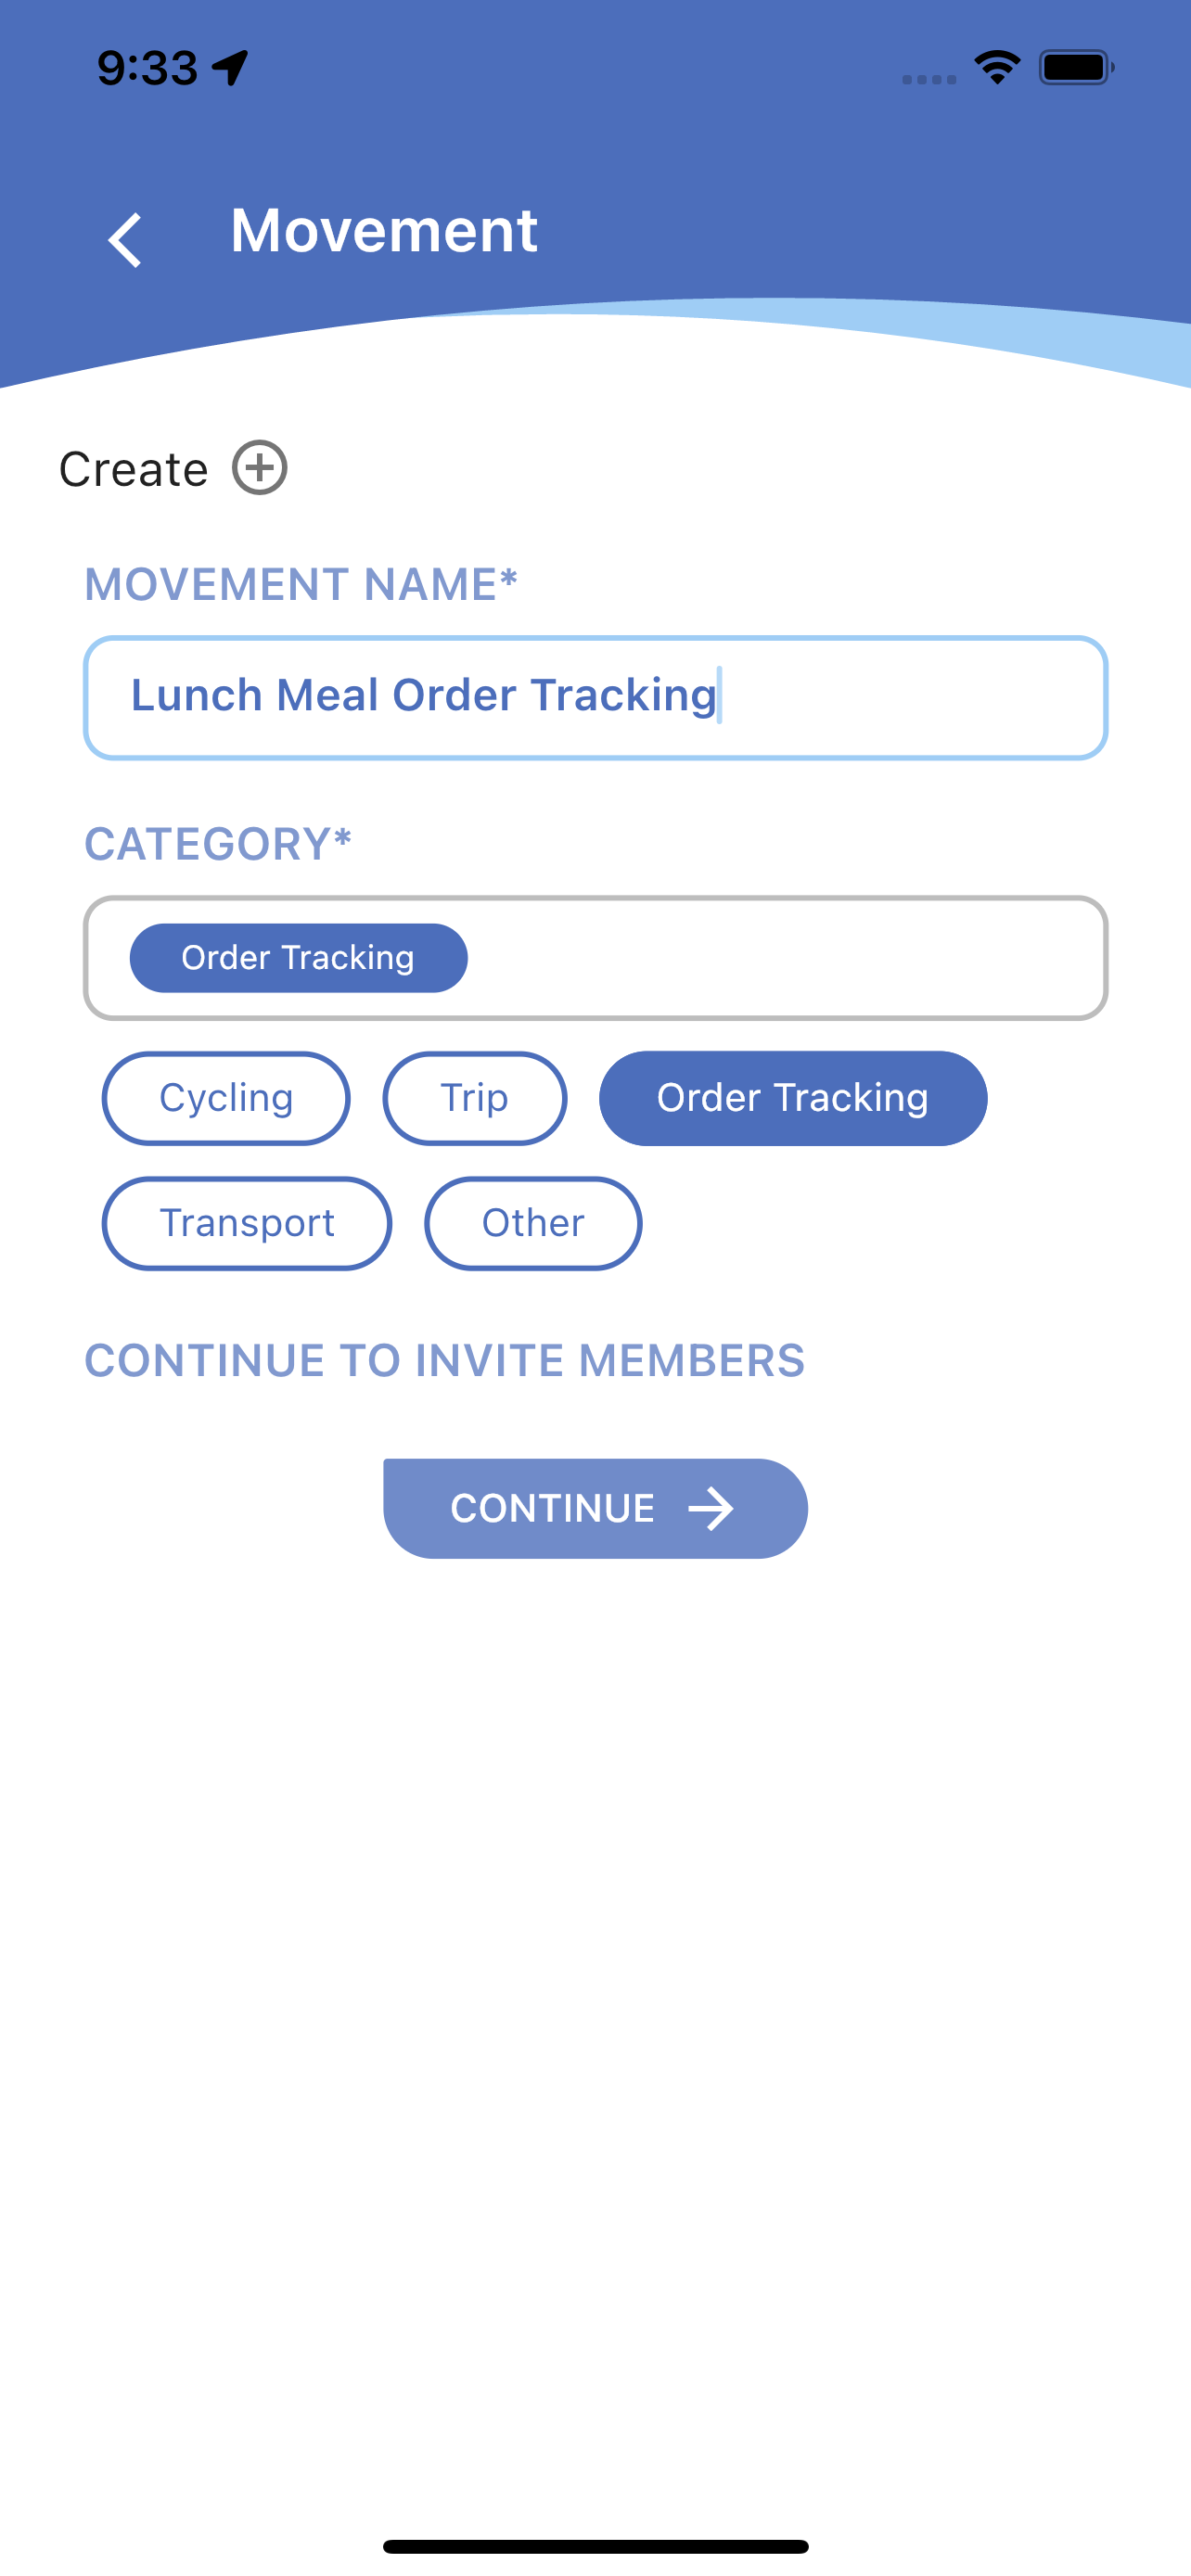 9:33
Movement
Create
MOVEMENT NAME*
Lunch Meal Order Tracking
CATEGORY*
Order Tracking
Cycling Trip Order Tracking
Transport Other
CONTINUE TO INVITE MEMBERS
CONTINUE